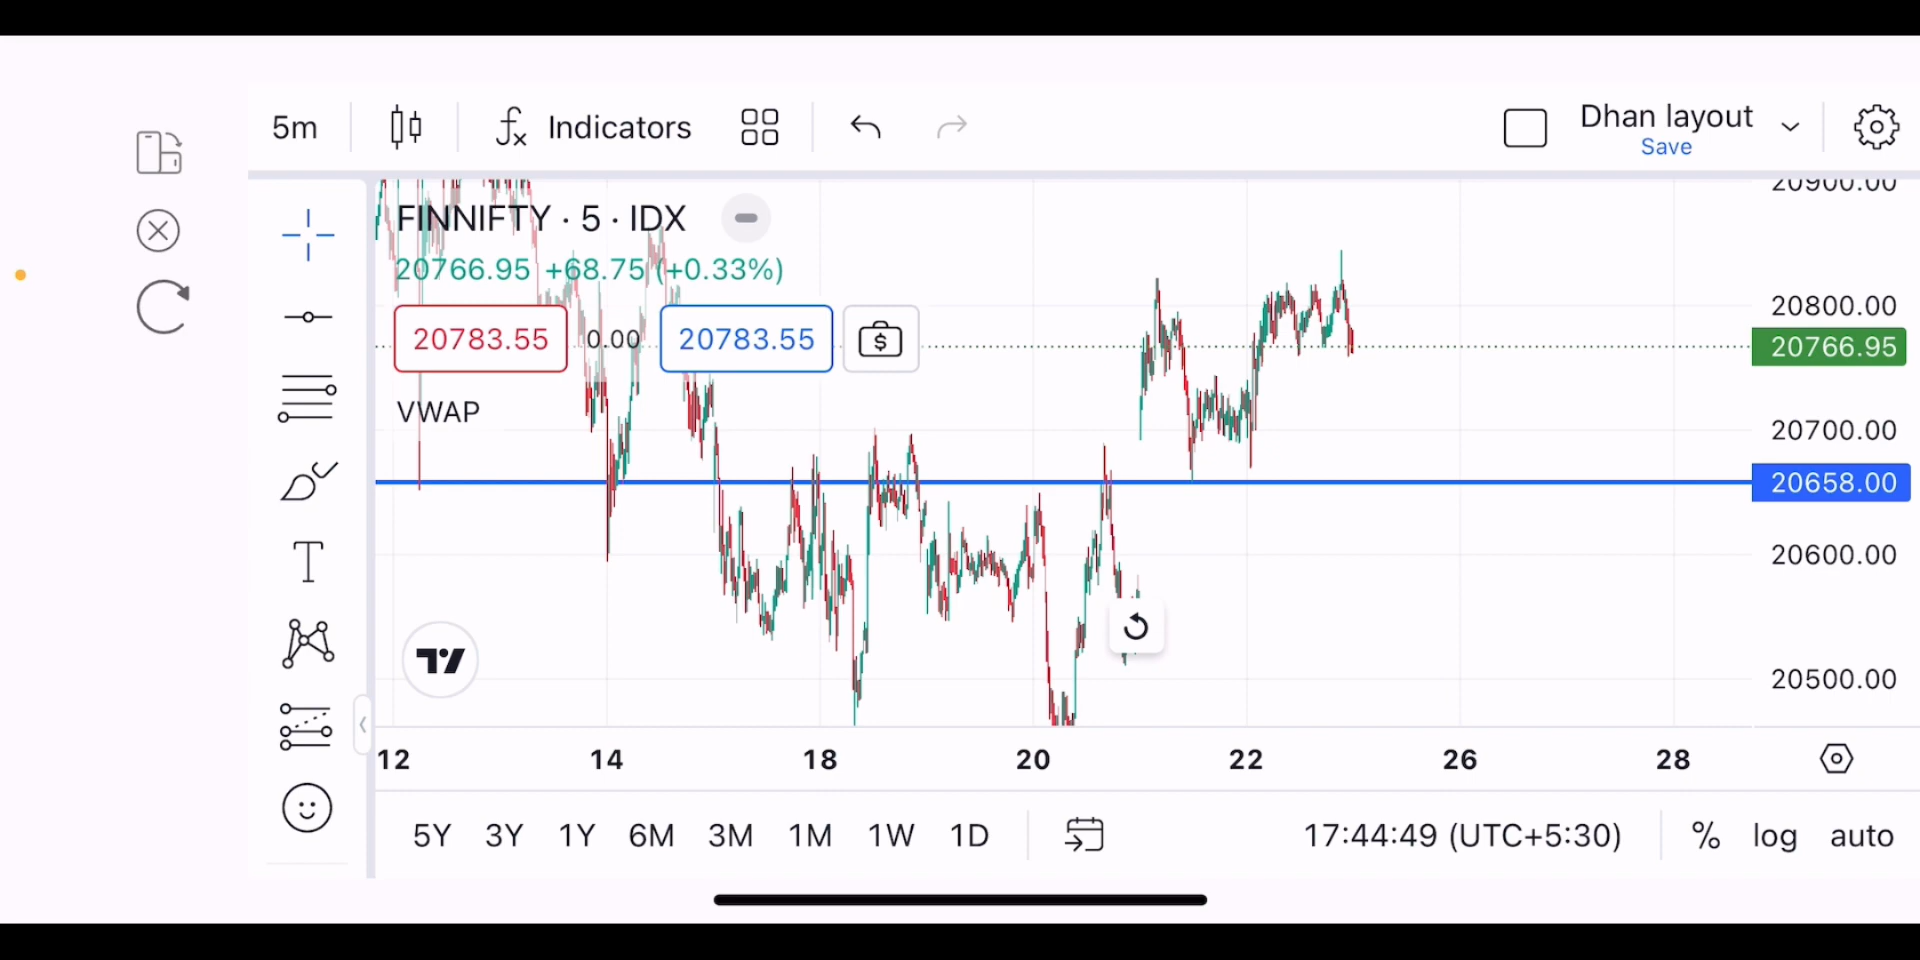 5m
Indicators
Dhan layout
Save
20900.00
FINNIFTY · 5 · IDX
20766.95 +68.75 (+0.33%)
20783.55
0.00
20783.55
VWAP
20800.00
20766.95
20700.00
20658.00
20600.00
20500.00
12 14 18 20 22 26 28
5Y 3Y 1Y 6M 3M 1M 1W 1D
17:44:49 (UTC+5:30)
% log auto